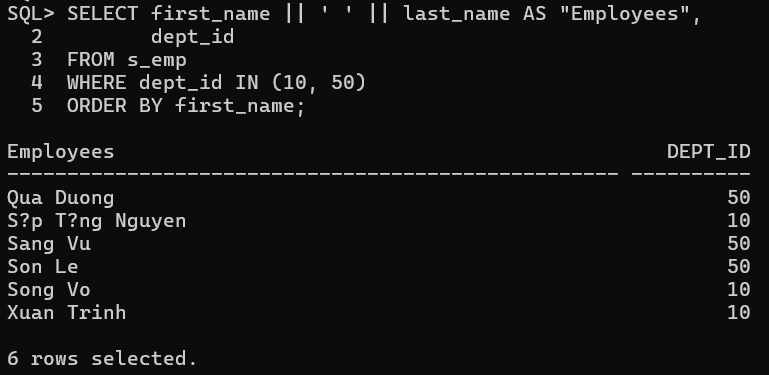 SQL> SELECT first_name || ' ' || last_name AS "Employees",
  2         dept_id
  3  FROM s_emp
  4  WHERE dept_id IN (10, 50)
  5  ORDER BY first_name;
Employees                                              DEPT_ID
--------------------------------------------------- ----------
Qua Duong                                                   50
S?p T?ng Nguyen                                             10
Sang Vu                                                     50
Son Le                                                      50
Song Vo                                                     10
Xuan Trinh                                                  10
6 rows selected.